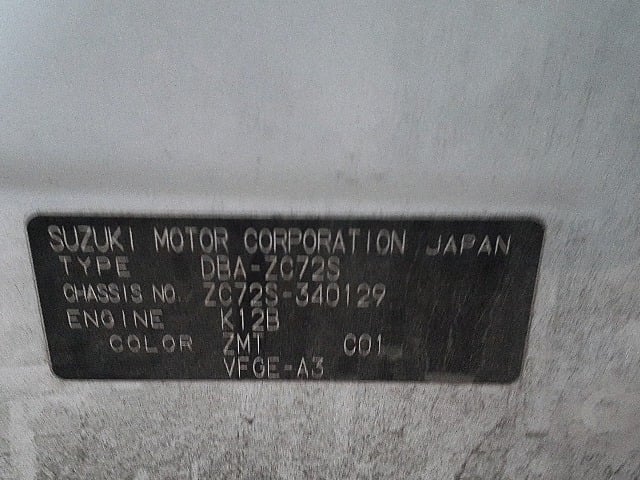 SUZUKI MOTOR CORPORATION JAPAN
TYPE DBA-ZC72S
CHASSIS NO. ZC72S-340129
ENGINE K12B
COLOR ZMT C01
VFGE-A3